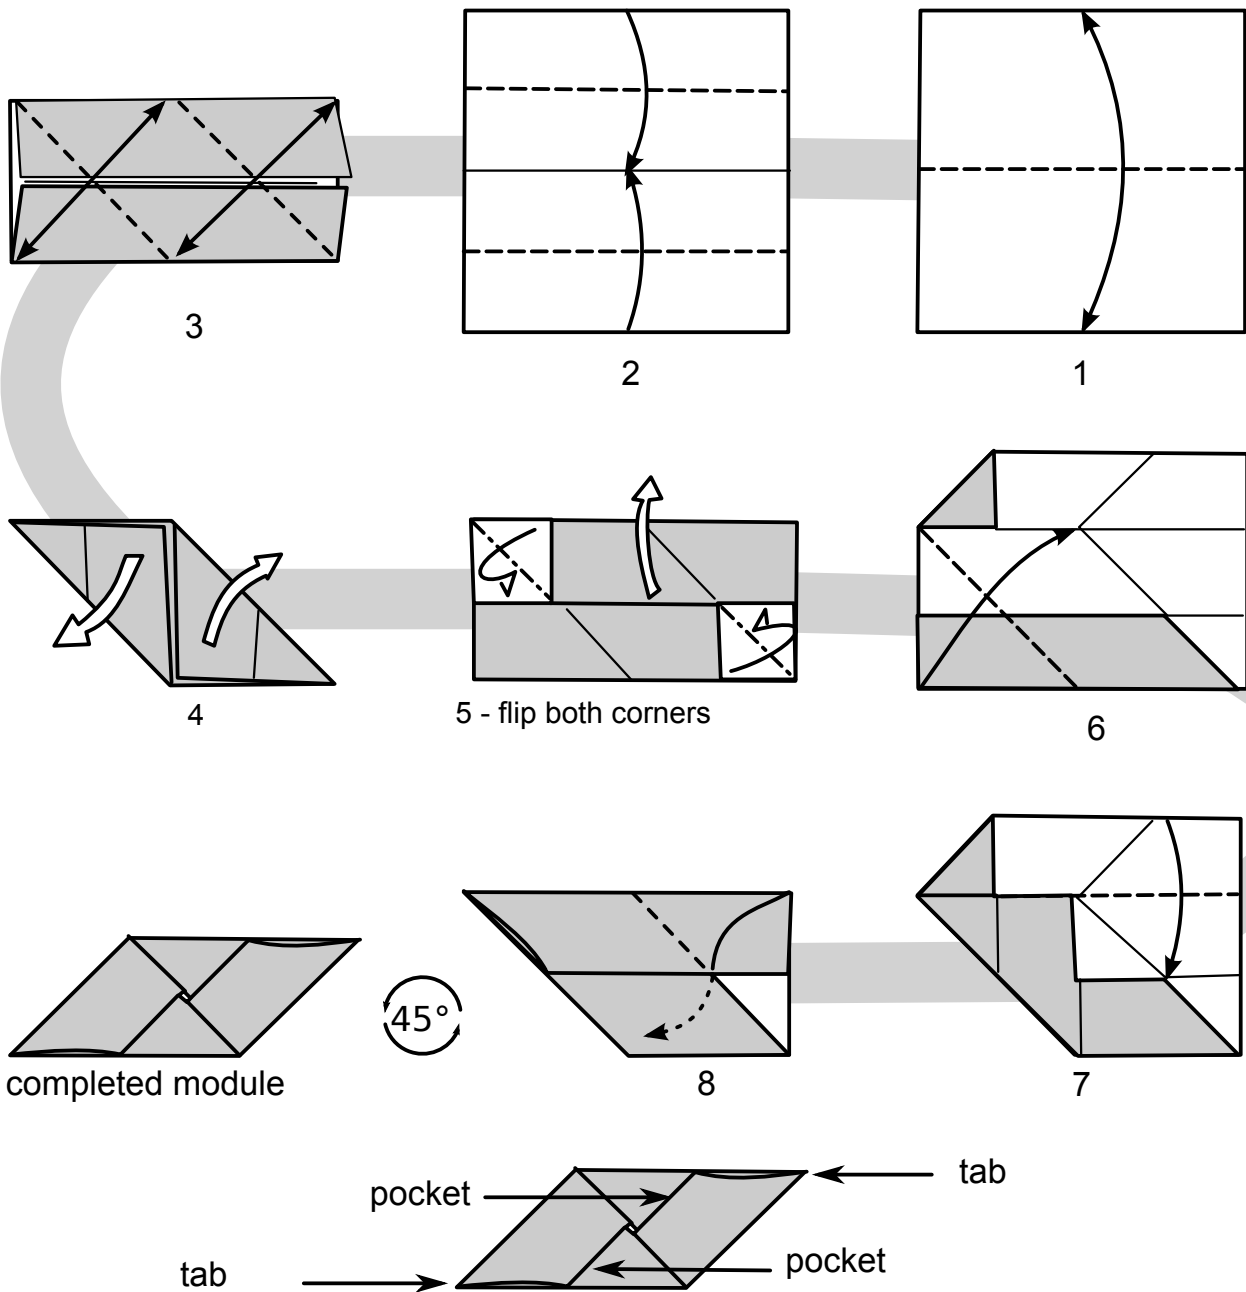 3
2
1
4
5 - flip both corners
6
completed module
45°
8
7
pocket
tab
tab
pocket